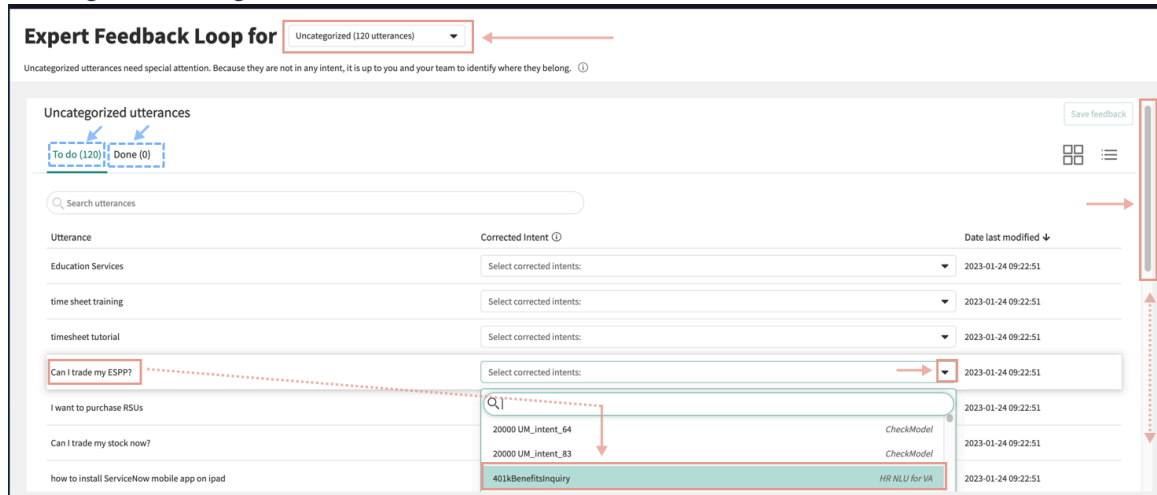 Expert Feedback Loop for Uncategorized (120 utterances)
Uncategorized utterances need special attention. Because they are not in any intent, it is up to you and your team to identify where they belong.
Uncategorized utterances
Save feedback
To do (120) Done (0)
Search utterances
Utterance Corrected Intent Date last modified
Education Services Select corrected intents: 2023-01-24 09:22:51
time sheet training Select corrected intents: 2023-01-24 09:22:51
timesheet tutorial Select corrected intents: 2023-01-24 09:22:51
Can I trade my ESPP? Select corrected intents: 2023-01-24 09:22:51
I want to purchase RSUs 2023-01-24 09:22:51
20000 UM_intent_64 CheckModel
Can I trade my stock now? 2023-01-24 09:22:51
20000 UM_intent_83 CheckModel
how to install ServiceNow mobile app on ipad 401kBenefitsInquiry HR NLU for VA 2023-01-24 09:22:51